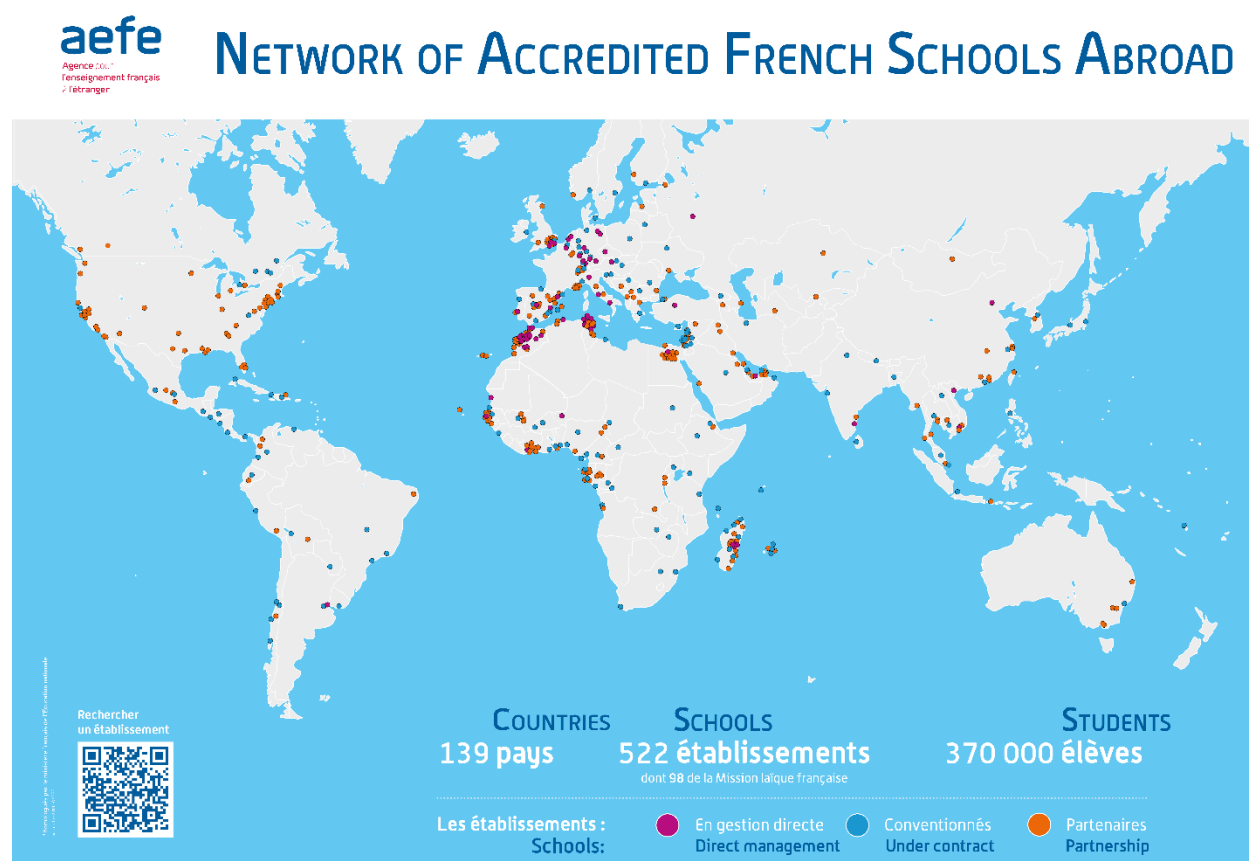 aefe
Agence pour
l'enseignement français
à l'étranger
NETWORK OF ACCREDITED FRENCH SCHOOLS ABROAD
Rechercher
un établissement
COUNTRIES SCHOOLS STUDENTS
139 pays 522 établissements 370 000 élèves
dont 98 de la Mission laïque française
Les établissements : En gestion directe Conventionnés Partenaires
Schools: Direct management Under contract Partnership